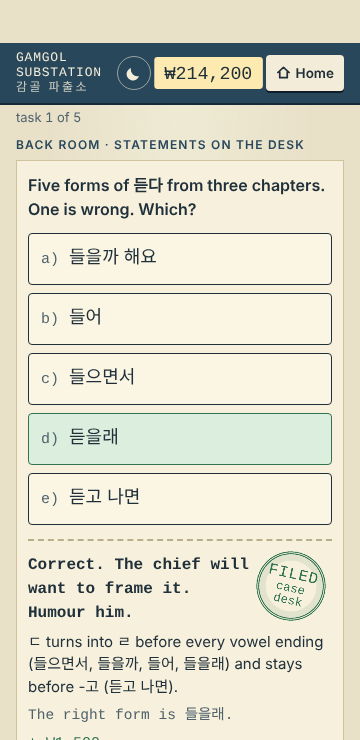 GAMGOL
SUBSTATION
감골 파출소
₩214,200
Home
task 1 of 5
BACK ROOM · STATEMENTS ON THE DESK
Five forms of 듣다 from three chapters.
One is wrong. Which?
a) 들을까 해요
b) 들어
c) 들으면서
d) 듣을래
e) 듣고 나면
Correct. The chief will
want to frame it.
Humour him.
FILED
case
desk
ㄷ turns into ㄹ before every vowel ending
(들으면서, 들을까, 들어, 들을래) and stays
before -고 (듣고 나면).
The right form is 들을래.